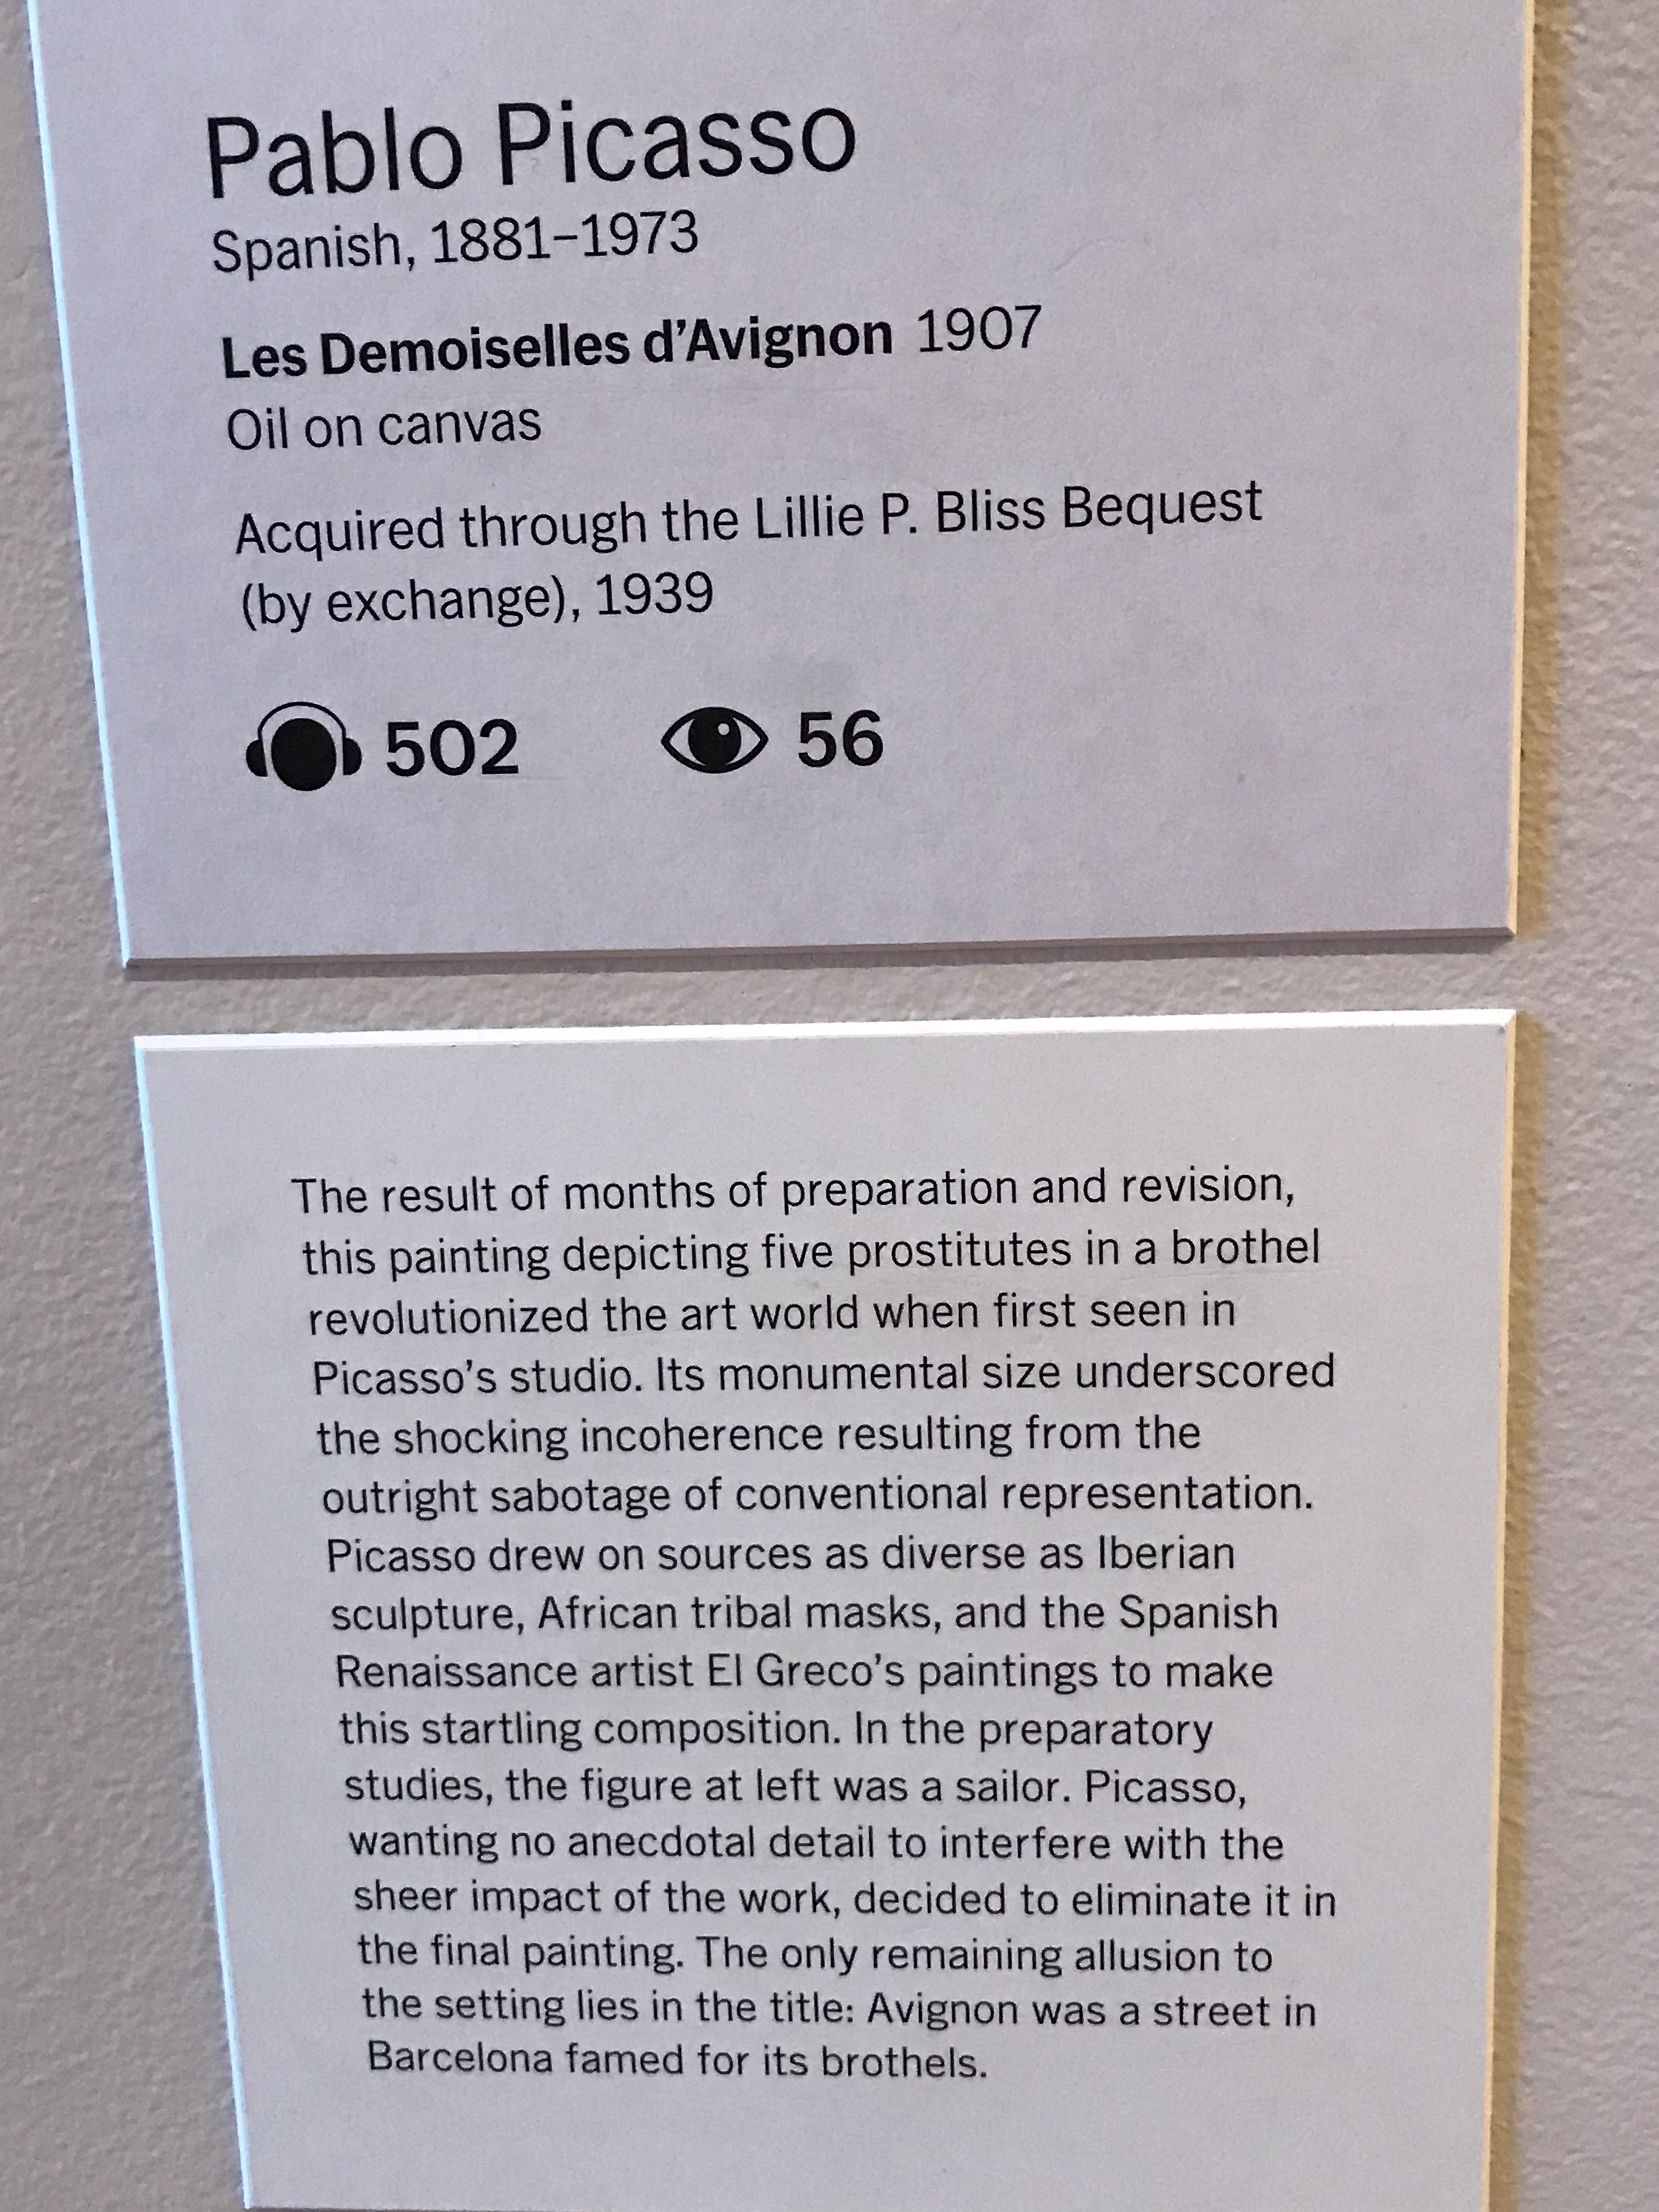 Pablo Picasso
Spanish, 1881–1973
Les Demoiselles d’Avignon 1907
Oil on canvas
Acquired through the Lillie P. Bliss Bequest
(by exchange), 1939
502 56
The result of months of preparation and revision,
this painting depicting five prostitutes in a brothel
revolutionized the art world when first seen in
Picasso’s studio. Its monumental size underscored
the shocking incoherence resulting from the
outright sabotage of conventional representation.
Picasso drew on sources as diverse as Iberian
sculpture, African tribal masks, and the Spanish
Renaissance artist El Greco’s paintings to make
this startling composition. In the preparatory
studies, the figure at left was a sailor. Picasso,
wanting no anecdotal detail to interfere with the
sheer impact of the work, decided to eliminate it in
the final painting. The only remaining allusion to
the setting lies in the title: Avignon was a street in
Barcelona famed for its brothels.